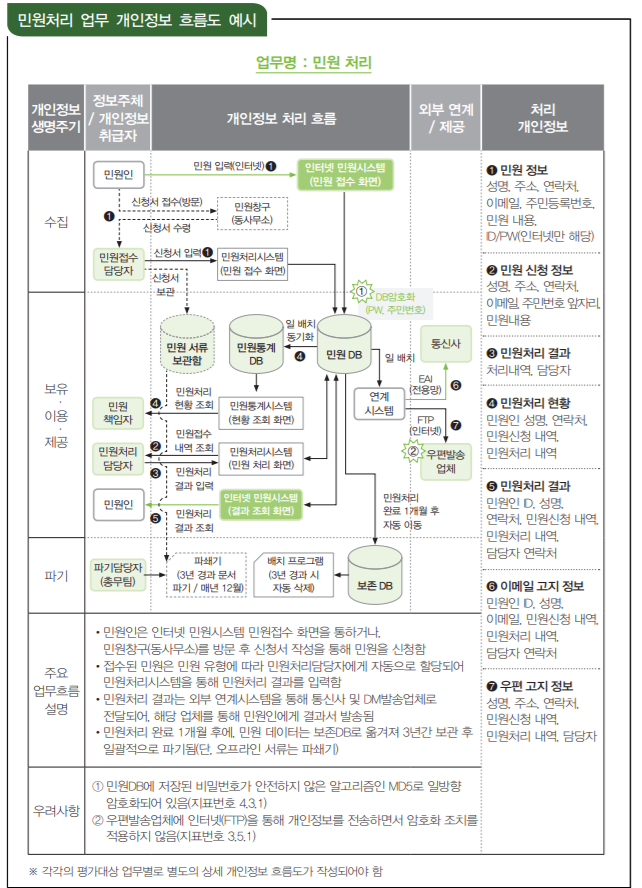 민원처리 업무 개인정보 흐름도 예시
업무명 : 민원 처리
개인정보
생명주기
정보주체
/ 개인정보
취급자
개인정보 처리 흐름
외부 연계
/ 제공
처리
개인정보
수집
민원인
민원 입력(인터넷)❶
인터넷 민원시스템
(민원 접수 화면)
신청서 접수(방문)
❶
신청서 수령
민원창구
(동사무소)
민원접수
담당자
신청서 입력❶
민원처리시스템
(민원 접수 화면)
신청서
보관
① DB암호화
(PW, 주민번호)
보유
·
이용
·
제공
민원 서류
보관함
민원통계
DB
일 배치
동기화
❹
민원 DB
일 배치
통신사
EAI
(전용망)
❻
연계
시스템
FTP
(인터넷)
❼
② 우편발송
업체
민원
책임자
❹
민원처리
현황 조회
민원통계시스템
(현황 조회 화면)
민원처리
담당자
❷
민원접수
내역 조회
❸
민원처리
결과 입력
민원처리시스템
(민원 처리 화면)
민원인
❺
민원처리
결과 조회
인터넷 민원시스템
(결과 조회 화면)
민원처리
완료 1개월 후
자동 이동
파기
파기담당자
(총무팀)
파쇄기
(3년 경과 문서
파기 / 매년 12월)
배치 프로그램
(3년 경과 시
자동 삭제)
보존 DB
❶ 민원 정보
성명, 주소, 연락처,
이메일, 주민등록번호,
민원 내용,
ID/PW(인터넷만 해당)
❷ 민원 신청 정보
성명, 주소, 연락처,
이메일, 주민번호 앞자리,
민원내용
❸ 민원처리 결과
처리내역, 담당자
❹ 민원처리 현황
민원인 성명, 연락처,
민원신청 내역,
민원처리 내역
❺ 민원처리 결과
민원인 ID, 성명,
연락처, 민원신청 내역,
민원처리 내역,
담당자 연락처
❻ 이메일 고지 정보
민원인 ID, 성명,
이메일, 민원신청 내역,
민원처리 내역,
담당자 연락처
❼ 우편 고지 정보
성명, 주소, 연락처,
민원신청 내역,
민원처리 내역, 담당자
주요
업무흐름
설명
• 민원인은 인터넷 민원시스템 민원접수 화면을 통하거나,
민원창구(동사무소)를 방문 후 신청서 작성을 통해 민원을 신청함
• 접수된 민원은 민원 유형에 따라 민원처리담당자에게 자동으로 할당되어
민원처리시스템을 통해 민원처리 결과를 입력함
• 민원처리 결과는 외부 연계시스템을 통해 통신사 및 DM발송업체로
전달되어, 해당 업체를 통해 민원인에게 결과서 발송됨
• 민원처리 완료 1개월 후에, 민원 데이터는 보존DB로 옮겨져 3년간 보관 후
일괄적으로 파기됨(단, 오프라인 서류는 파쇄기)
우려사항
① 민원DB에 저장된 비밀번호가 안전하지 않은 알고리즘인 MD5로 일방향
암호화되어 있음(지표번호 4.3.1)
② 우편발송업체에 인터넷(FTP)을 통해 개인정보를 전송하면서 암호화 조치를
적용하지 않음(지표번호 3.5.1)
※ 각각의 평가대상 업무별로 별도의 상세 개인정보 흐름도가 작성되어야 함